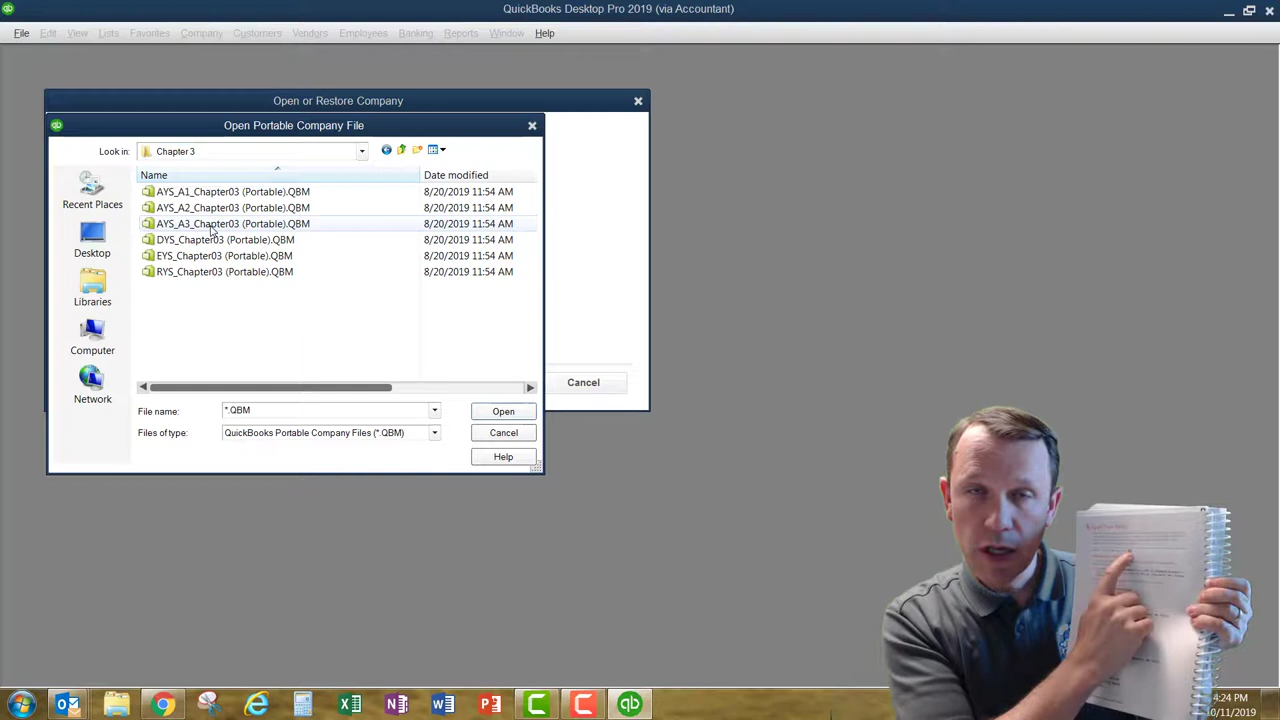 QuickBooks Desktop Pro 2019 (via Accountant)
File Edit View Lists Favorites Company Customers Vendors Employees Banking Reports Window Help
Open or Restore Company
Open Portable Company File
Look in: Chapter 3
Name Date modified
AYS_A1_Chapter03 (Portable).QBM 8/20/2019 11:54 AM
AYS_A2_Chapter03 (Portable).QBM 8/20/2019 11:54 AM
AYS_A3_Chapter03 (Portable).QBM 8/20/2019 11:54 AM
DYS_Chapter03 (Portable).QBM 8/20/2019 11:54 AM
EYS_Chapter03 (Portable).QBM 8/20/2019 11:54 AM
RYS_Chapter03 (Portable).QBM 8/20/2019 11:54 AM
Recent Places
Desktop
Libraries
Computer
Network
File name: *.QBM Open
Files of type: QuickBooks Portable Company Files (*.QBM) Cancel
Help
Cancel
4:24 PM
10/11/2019